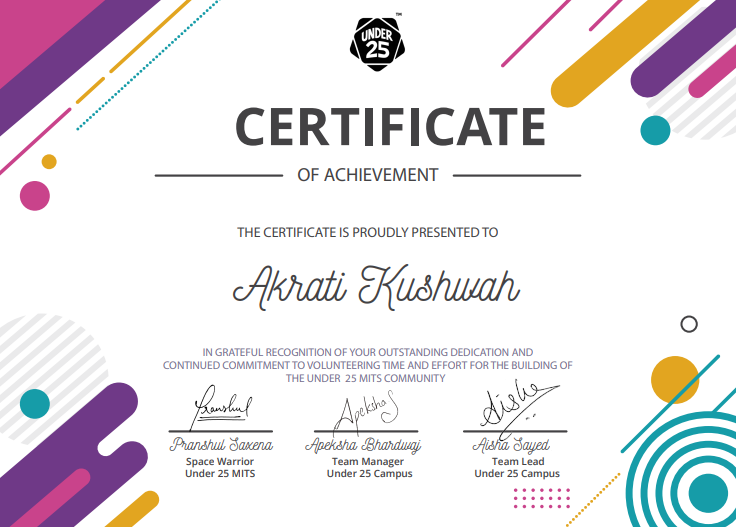 ™
UNDER
25
CERTIFICATE
OF ACHIEVEMENT
THE CERTIFICATE IS PROUDLY PRESENTED TO
Akrati Kushwah
IN GRATEFUL RECOGNITION OF YOUR OUTSTANDING DEDICATION AND
CONTINUED COMMITMENT TO VOLUNTEERING TIME AND EFFORT FOR THE BUILDING OF
THE UNDER 25 MITS COMMUNITY
Pranshul
Apeksha S
Aisha
Pranshul Saxena
Apeksha Bhardwaj
Aisha Sayed
Space Warrior
Team Manager
Team Lead
Under 25 MITS
Under 25 Campus
Under 25 Campus